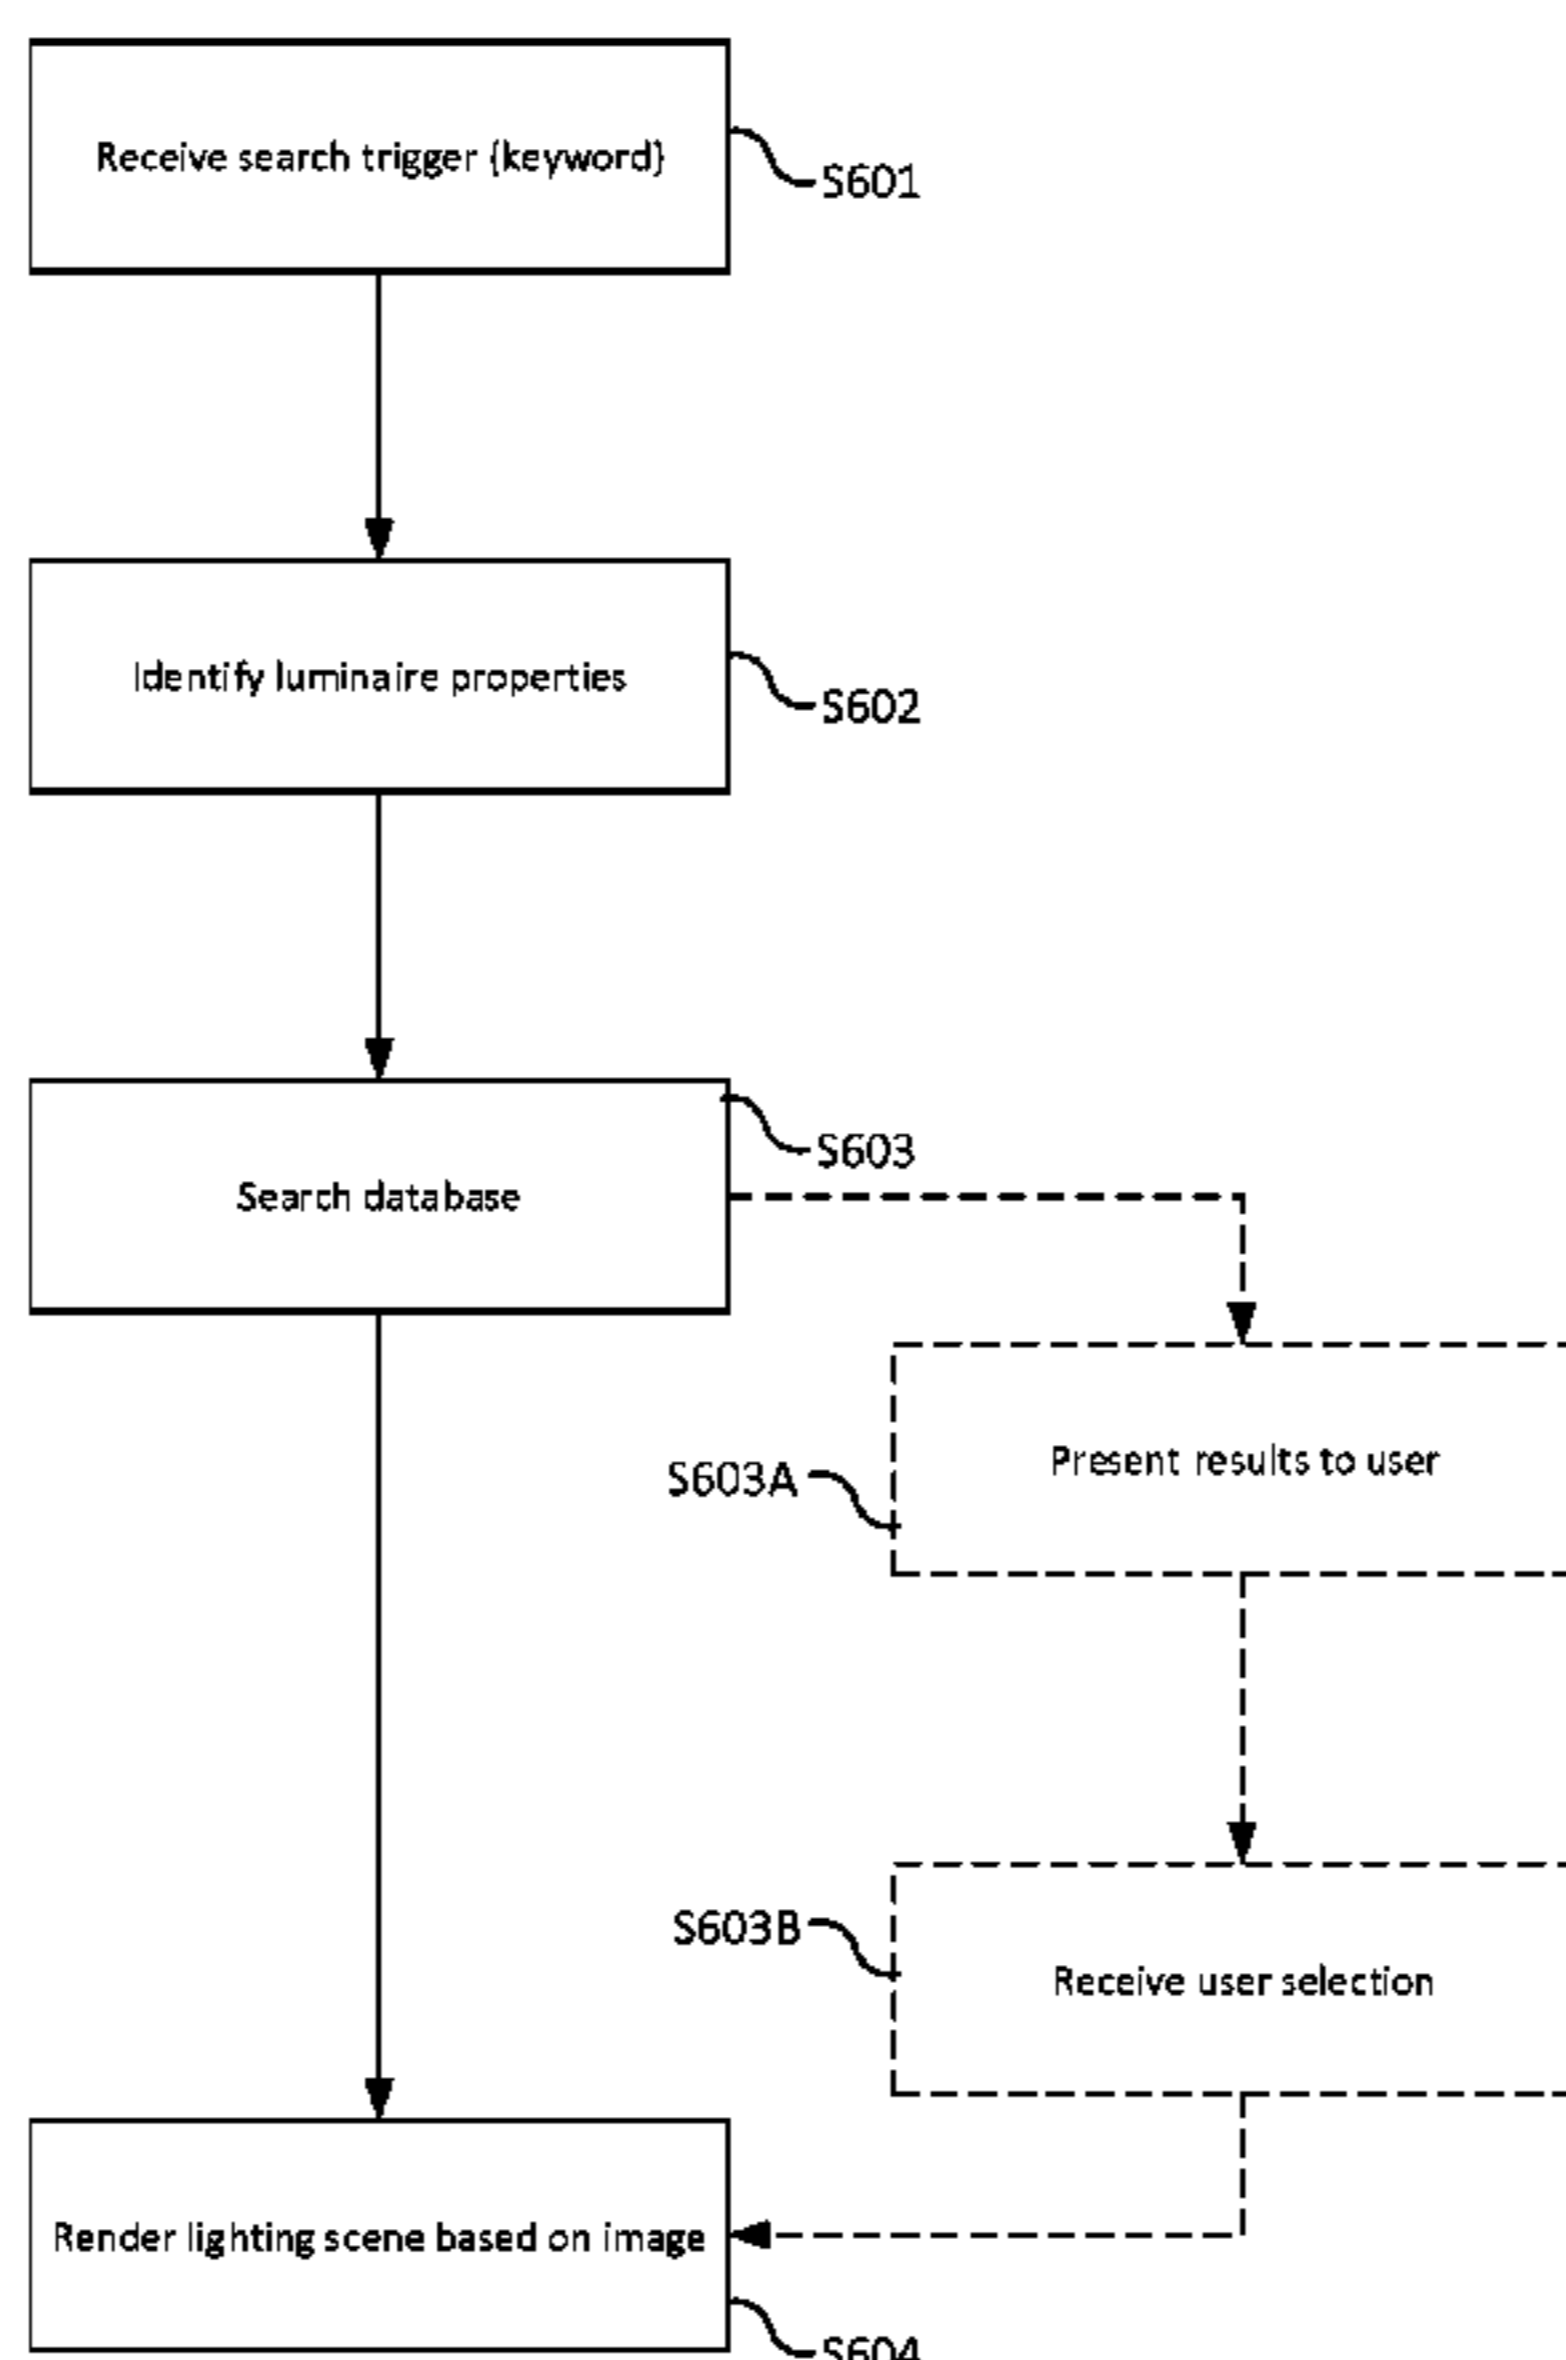 Receive search trigger (keyword)
S601
Identify luminaire properties
S602
S603
Search database
Present results to user
S603A
S603B
Receive user selection
Render lighting scene based on image
S604